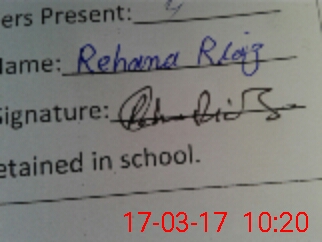 ers Present:
Name: Rehana Riaz
Signature:
etained in school.
17-03-17 10:20